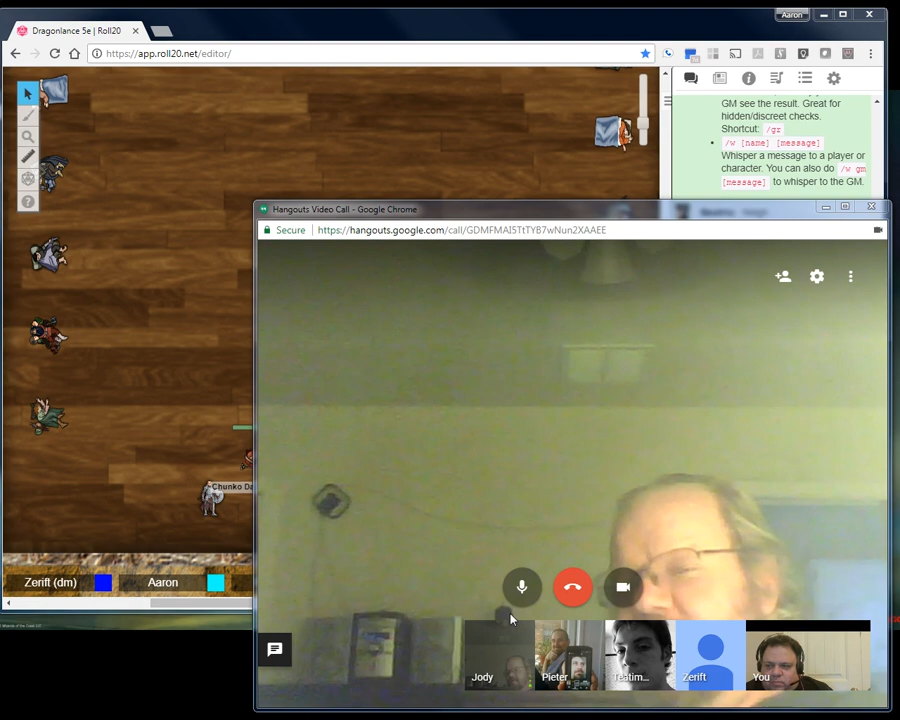 Aaron
Dragonlance 5e | Roll20
https://app.roll20.net/editor/
GM see the result. Great for
hidden/discreet checks.
Shortcut: /gr
/w [name] [message]
Whisper a message to a player or
character. You can also do /w gm
[message] to whisper to the GM.
Hangouts Video Call - Google Chrome
Secure https://hangouts.google.com/call/GDMFMAI5TtTYB7wNun2XAAEE
Chunko Da
Zerift (dm)
Aaron
Jody
Pieter
Teatim...
Zerift
You